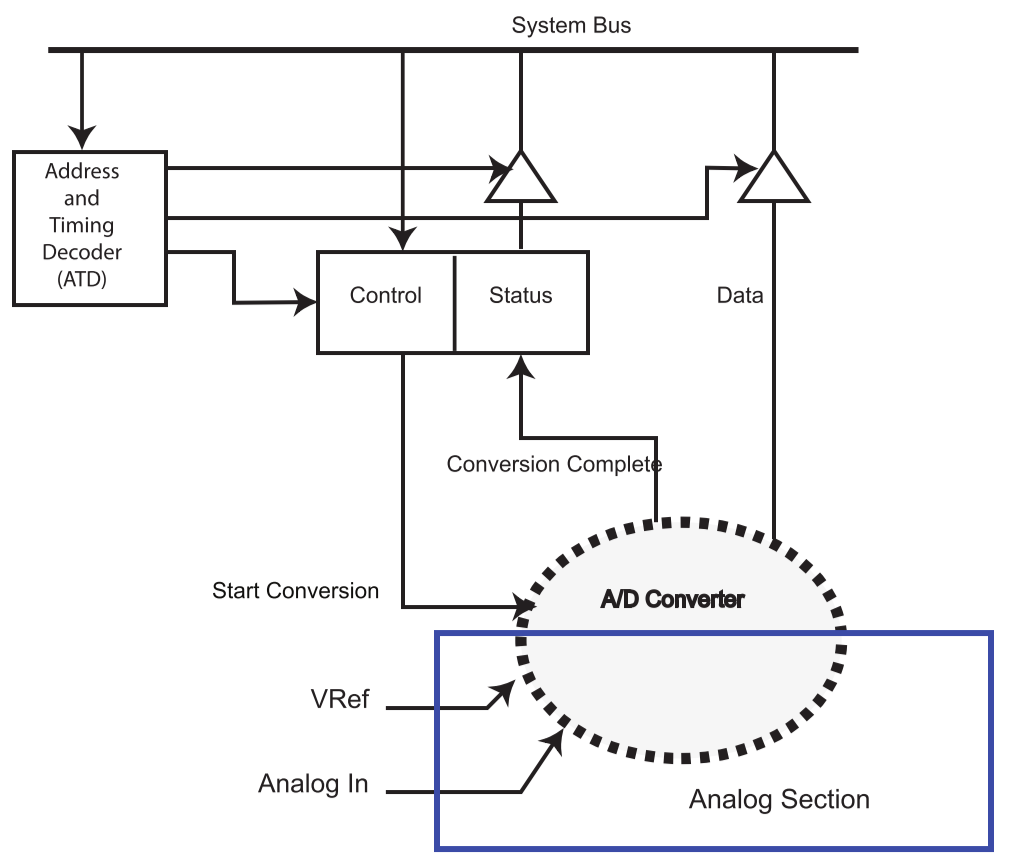 System Bus
Address
and
Timing
Decoder
(ATD)
Control
Status
Data
Conversion Complete
Start Conversion
A/D Converter
VRef
Analog In
Analog Section